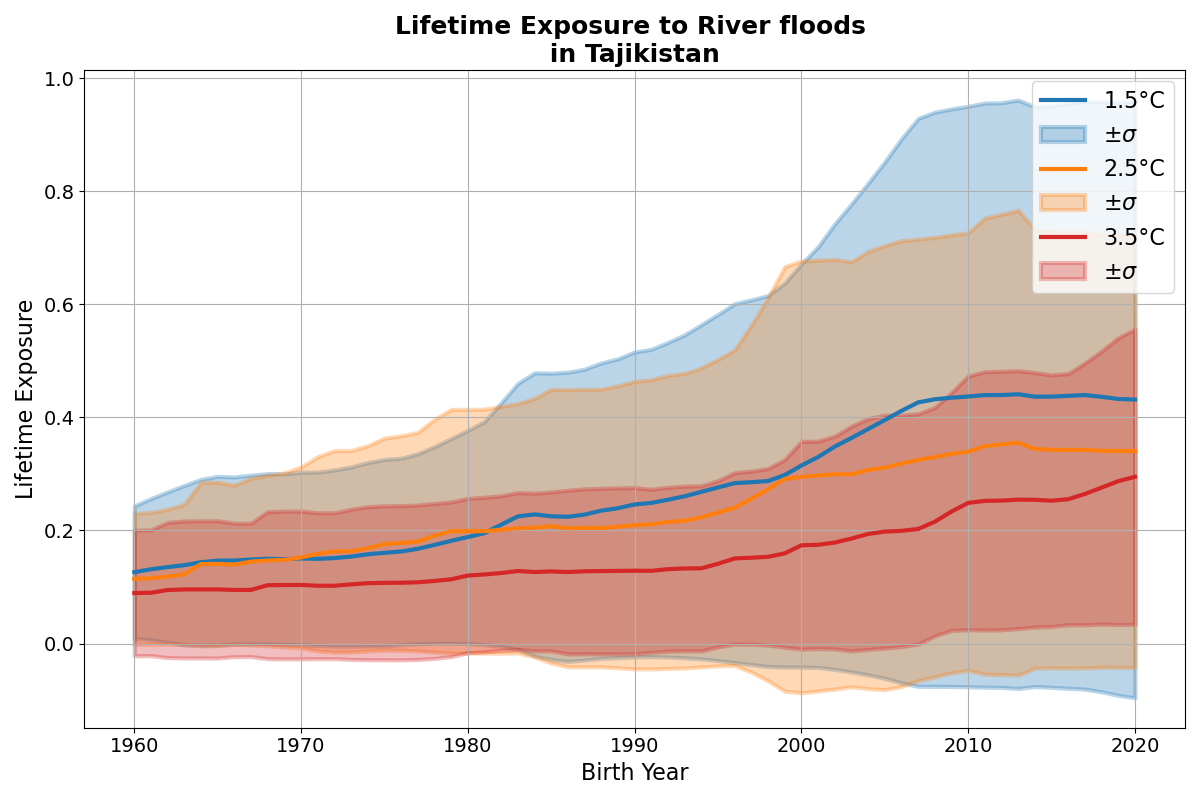 Lifetime Exposure to River floods
in Tajikistan
1.0
0.8
0.6
0.4
0.2
0.0
Lifetime Exposure
1.5°C
±σ
2.5°C
±σ
3.5°C
±σ
1960 1970 1980 1990 2000 2010 2020
Birth Year